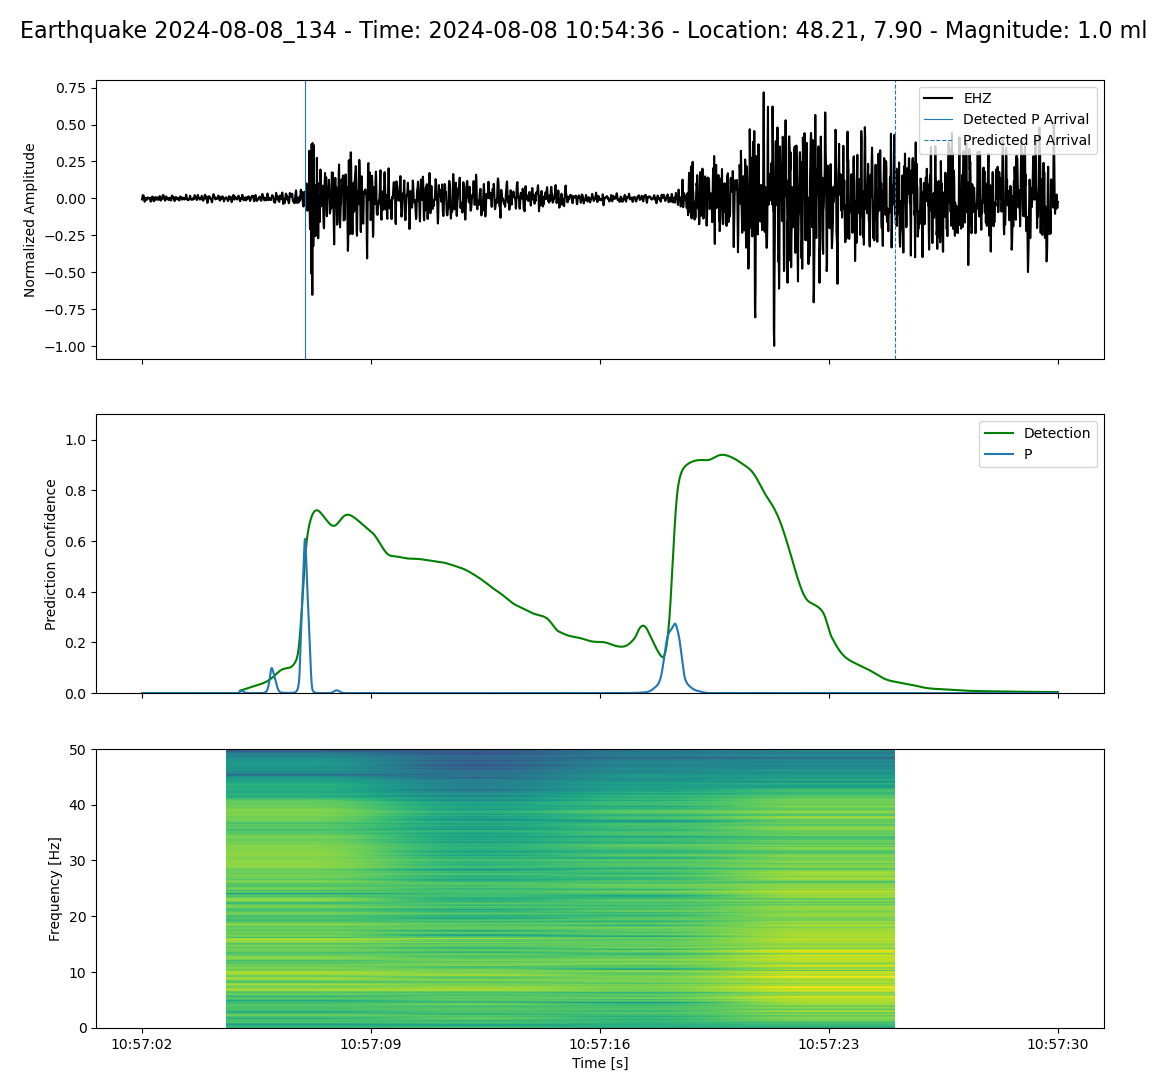 Earthquake 2024-08-08_134 - Time: 2024-08-08 10:54:36 - Location: 48.21, 7.90 - Magnitude: 1.0 ml
Normalized Amplitude
0.75
0.50
0.25
0.00
−0.25
−0.50
−0.75
−1.00
EHZ
Detected P Arrival
Predicted P Arrival
Prediction Confidence
1.0
0.8
0.6
0.4
0.2
0.0
Detection
P
Frequency [Hz]
50
40
30
20
10
0
10:57:02 10:57:09 10:57:16 10:57:23 10:57:30
Time [s]